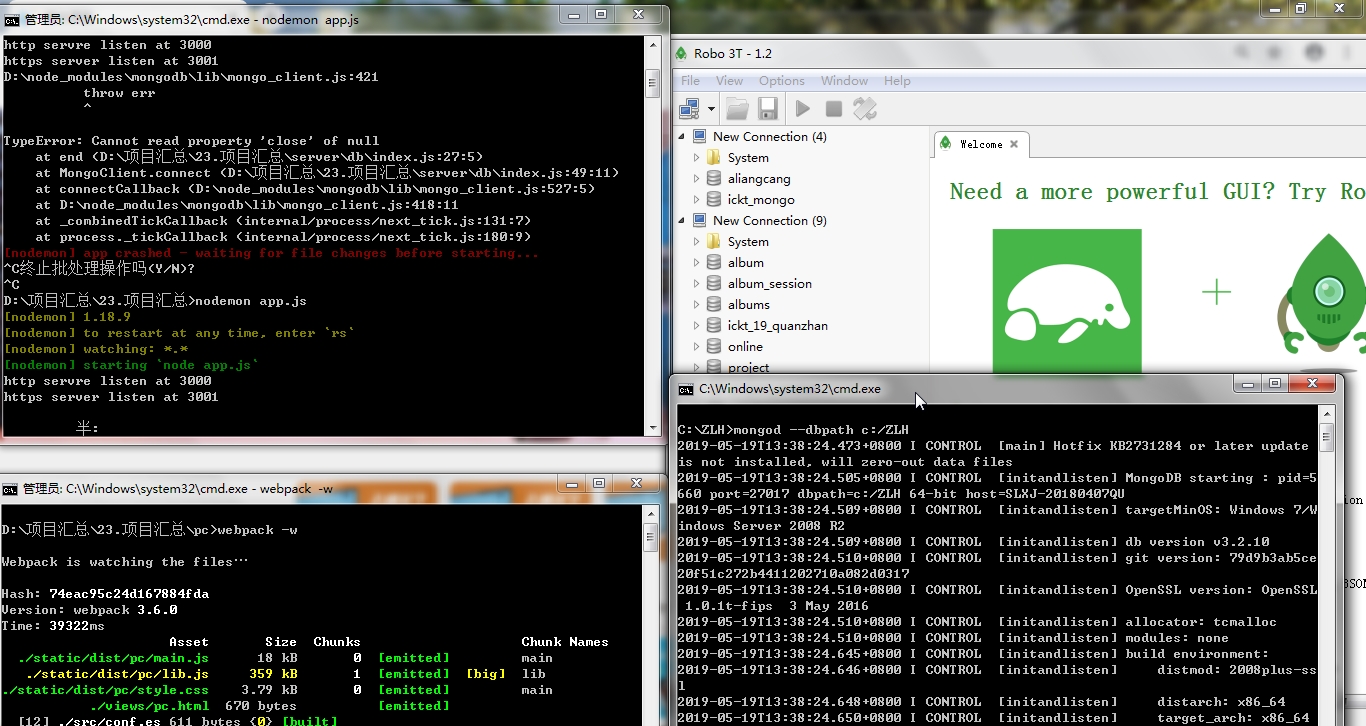 管理员: C:\Windows\system32\cmd.exe - nodemon app.js
http servre listen at 3000
https server listen at 3001
D:\node_modules\mongodb\lib\mongo_client.js:421
throw err
^
TypeError: Cannot read property 'close' of null
at end (D:\项目汇总\23.项目汇总\server\db\index.js:27:5)
at MongoClient.connect (D:\项目汇总\23.项目汇总\server\db\index.js:49:11)
at connectCallback (D:\node_modules\mongodb\lib\mongo_client.js:527:5)
at D:\node_modules\mongodb\lib\mongo_client.js:418:11
at _combinedTickCallback (internal/process/next_tick.js:131:7)
at process._tickCallback (internal/process/next_tick.js:180:9)
[nodemon] app crashed - waiting for file changes before starting...
^C终止批处理操作吗(Y/N)?
^C
D:\项目汇总\23.项目汇总>nodemon app.js
[nodemon] 1.18.9
[nodemon] to restart at any time, enter `rs`
[nodemon] watching: *.*
[nodemon] starting `node app.js`
http servre listen at 3000
https server listen at 3001
半:
Robo 3T - 1.2
File View Options Window Help
New Connection (4)
System
aliangcang
ickt_mongo
New Connection (9)
System
album
album_session
albums
ickt_19_quanzhan
online
project
Welcome
Need a more powerful GUI? Try Ro
管理员: C:\Windows\system32\cmd.exe - webpack -w
D:\项目汇总\23.项目汇总\pc>webpack -w
Webpack is watching the files…
Hash: 74eac95c24d167884fda
Version: webpack 3.6.0
Time: 39322ms
Asset Size Chunks Chunk Names
./static/dist/pc/main.js 18 kB 0 [emitted] main
./static/dist/pc/lib.js 359 kB 1 [emitted] [big] lib
./static/dist/pc/style.css 3.79 kB 0 [emitted] main
./views/pc.html 670 bytes [emitted]
[12] ./src/conf.es 611 bytes {0} [built]
C:\Windows\system32\cmd.exe
C:\ZLH>mongod --dbpath c:/ZLH
2019-05-19T13:38:24.473+0800 I CONTROL [main] Hotfix KB2731284 or later update
is not installed, will zero-out data files
2019-05-19T13:38:24.505+0800 I CONTROL [initandlisten] MongoDB starting : pid=5
660 port=27017 dbpath=c:/ZLH 64-bit host=SLXJ-20180407QU
2019-05-19T13:38:24.509+0800 I CONTROL [initandlisten] targetMinOS: Windows 7/W
indows Server 2008 R2
2019-05-19T13:38:24.509+0800 I CONTROL [initandlisten] db version v3.2.10
2019-05-19T13:38:24.510+0800 I CONTROL [initandlisten] git version: 79d9b3ab5ce
20f51c272b4411202710a082d0317
2019-05-19T13:38:24.510+0800 I CONTROL [initandlisten] OpenSSL version: OpenSSL
1.0.1t-fips 3 May 2016
2019-05-19T13:38:24.510+0800 I CONTROL [initandlisten] allocator: tcmalloc
2019-05-19T13:38:24.510+0800 I CONTROL [initandlisten] modules: none
2019-05-19T13:38:24.645+0800 I CONTROL [initandlisten] build environment:
2019-05-19T13:38:24.646+0800 I CONTROL [initandlisten] distmod: 2008plus-ss
l
2019-05-19T13:38:24.648+0800 I CONTROL [initandlisten] distarch: x86_64
2019-05-19T13:38:24.650+0800 I CONTROL [initandlisten] target_arch: x86_64
ion
BSON